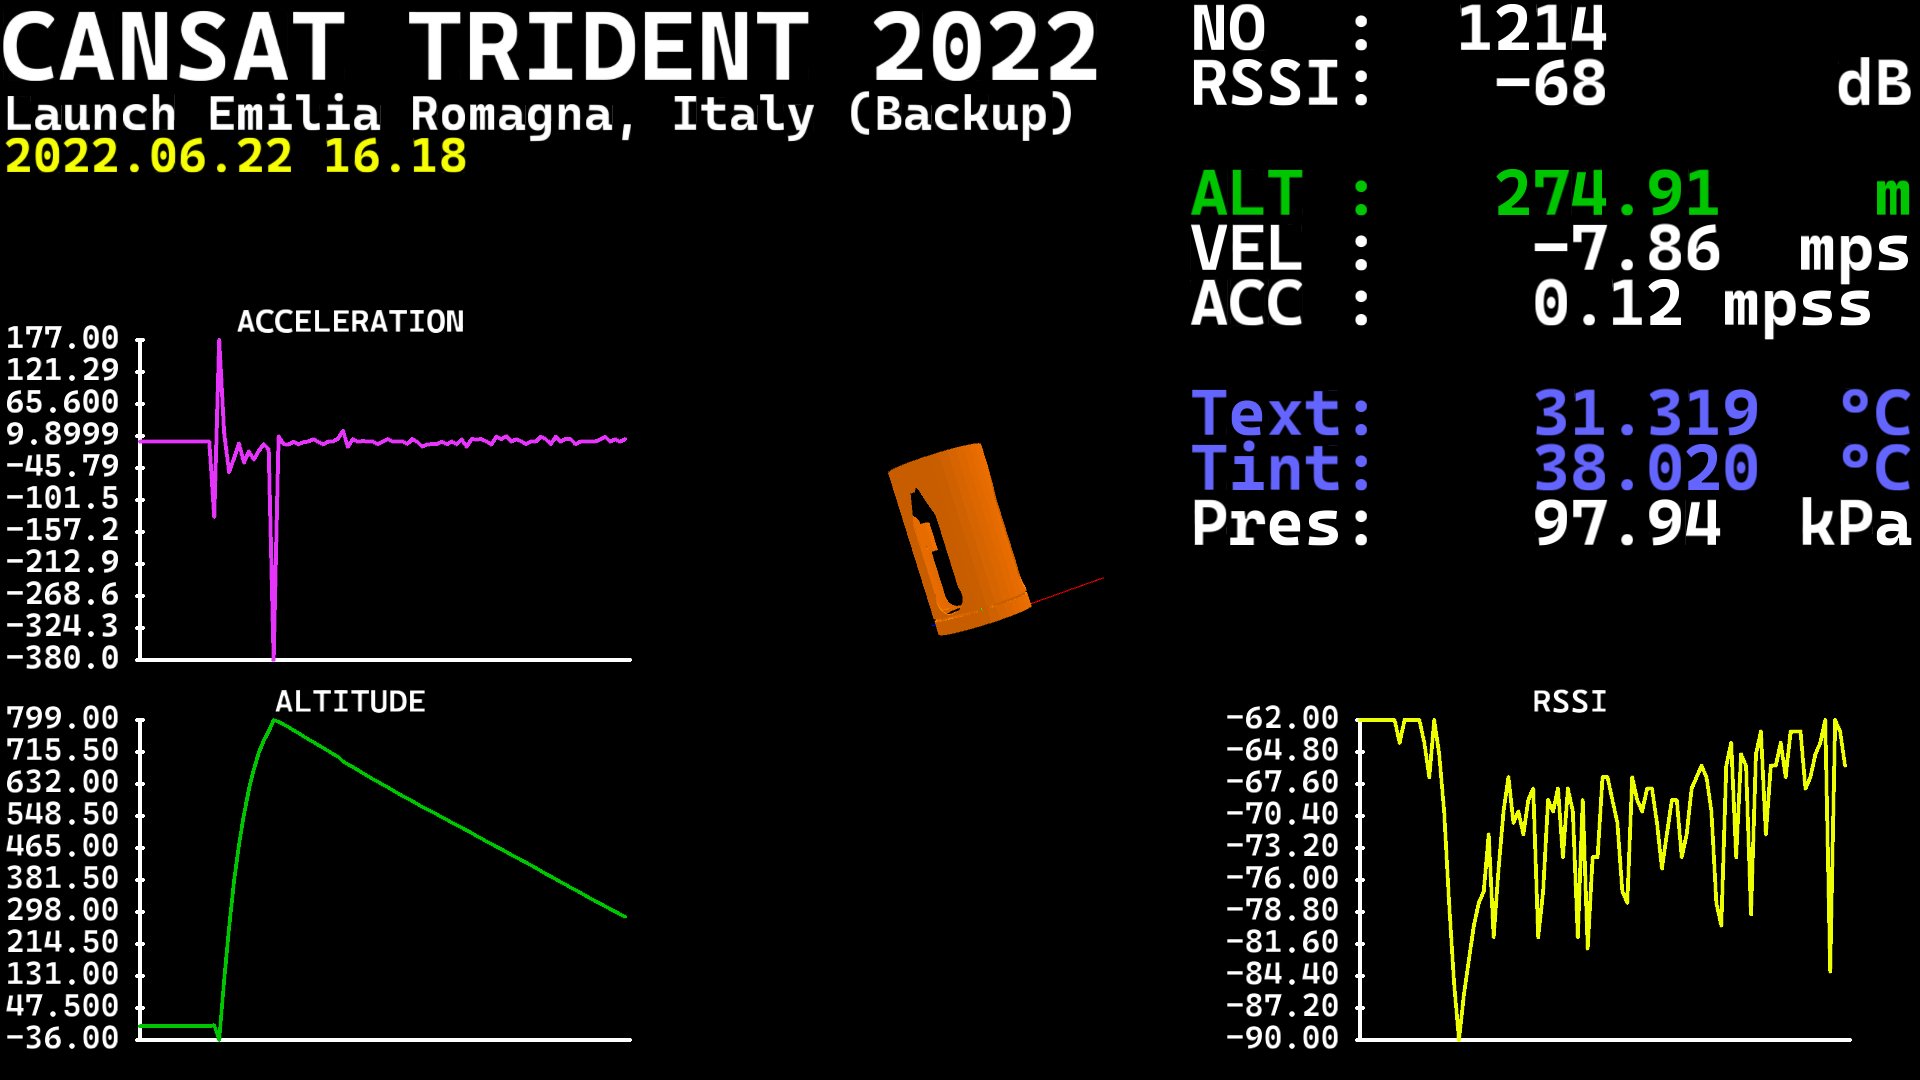 CANSAT TRIDENT 2022
Launch Emilia Romagna, Italy (Backup)
2022.06.22 16.18
NO : 1214
RSSI: -68 dB
ALT : 274.91 m
VEL : -7.86 mps
ACC : 0.12 mpss
Text: 31.319 °C
Tint: 38.020 °C
Pres: 97.94 kPa
ACCELERATION
177.00
121.29
65.600
9.8999
-45.79
-101.5
-157.2
-212.9
-268.6
-324.3
-380.0
ALTITUDE
799.00
715.50
632.00
548.50
465.00
381.50
298.00
214.50
131.00
47.500
-36.00
RSSI
-62.00
-64.80
-67.60
-70.40
-73.20
-76.00
-78.80
-81.60
-84.40
-87.20
-90.00